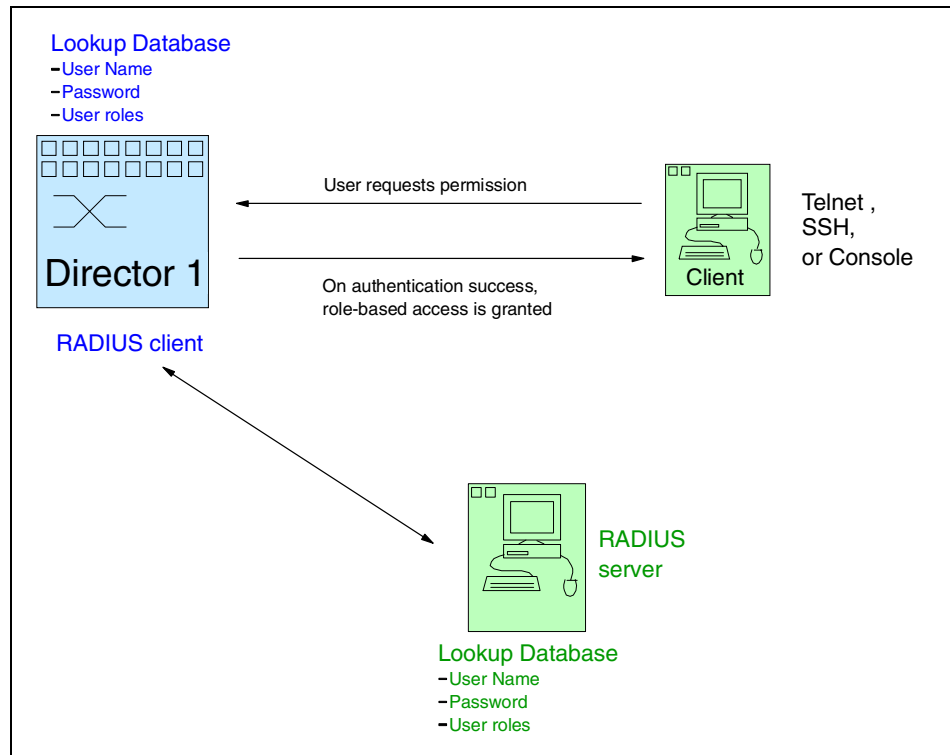 Lookup Database
-User Name
-Password
-User roles
Director 1
RADIUS client
User requests permission
On authentication success,
role-based access is granted
Client
Telnet ,
SSH,
or Console
RADIUS
server
Lookup Database
-User Name
-Password
-User roles